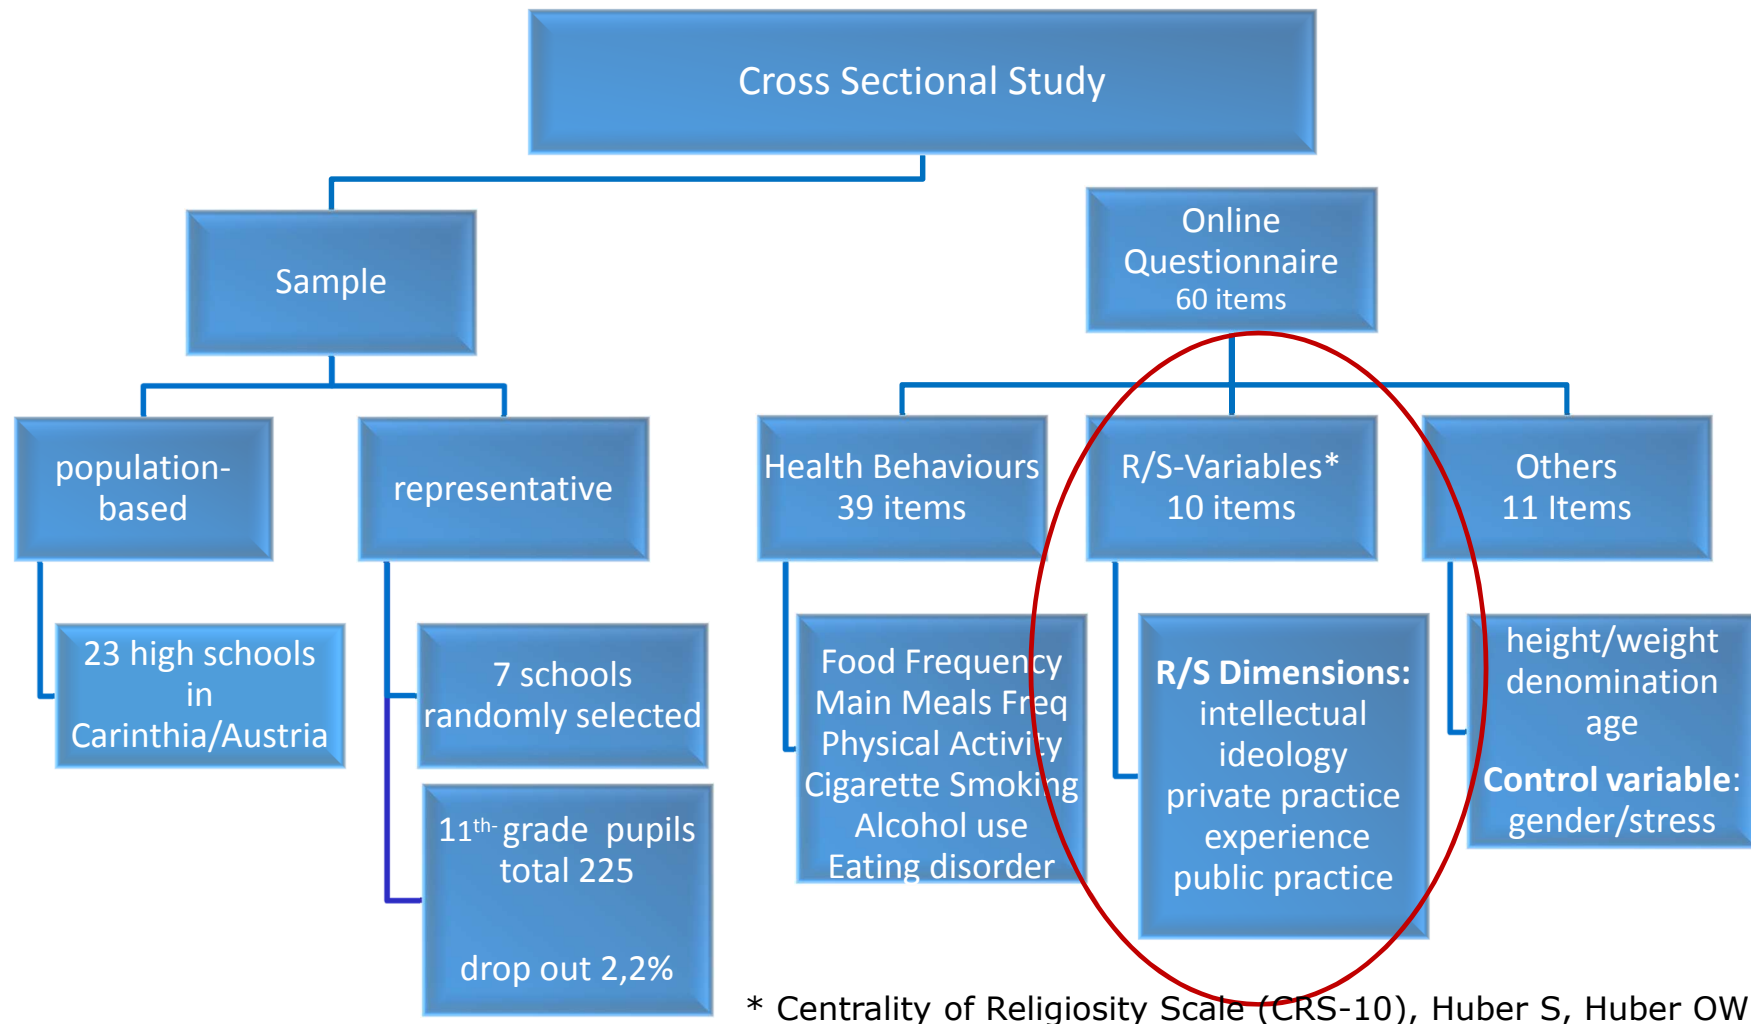 Cross Sectional Study
Sample
Online
Questionnaire
60 items
population-
based
representative
Health Behaviours
39 items
R/S-Variables*
10 items
Others
11 Items
23 high schools
in
Carinthia/Austria
7 schools
randomly selected
11th- grade pupils
total 225
drop out 2,2%
Food Frequency
Main Meals Freq
Physical Activity
Cigarette Smoking
Alcohol use
Eating disorder
R/S Dimensions:
intellectual
ideology
private practice
experience
public practice
height/weight
denomination
age
Control variable:
gender/stress
* Centrality of Religiosity Scale (CRS-10), Huber S, Huber OW